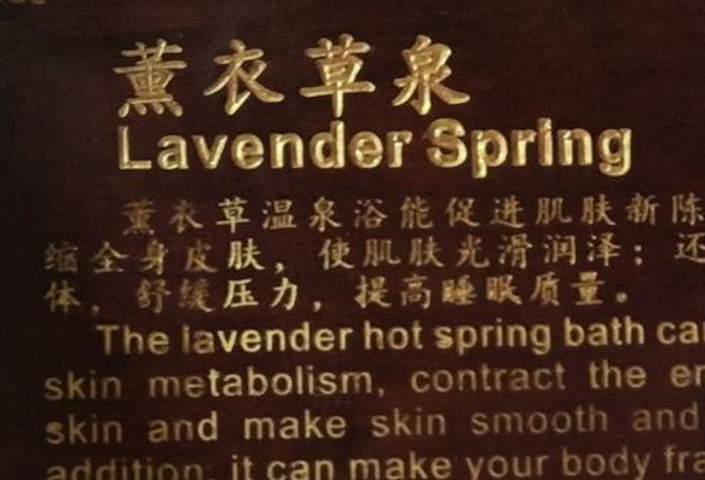 薰衣草泉
Lavender Spring
薰衣草温泉浴能促进肌肤新陈
缩全身皮肤，使肌肤光滑润泽；还
体，舒缓压力，提高睡眠质量。
The lavender hot spring bath ca
skin metabolism, contract the e
skin and make skin smooth and
addition, it can make your body fra